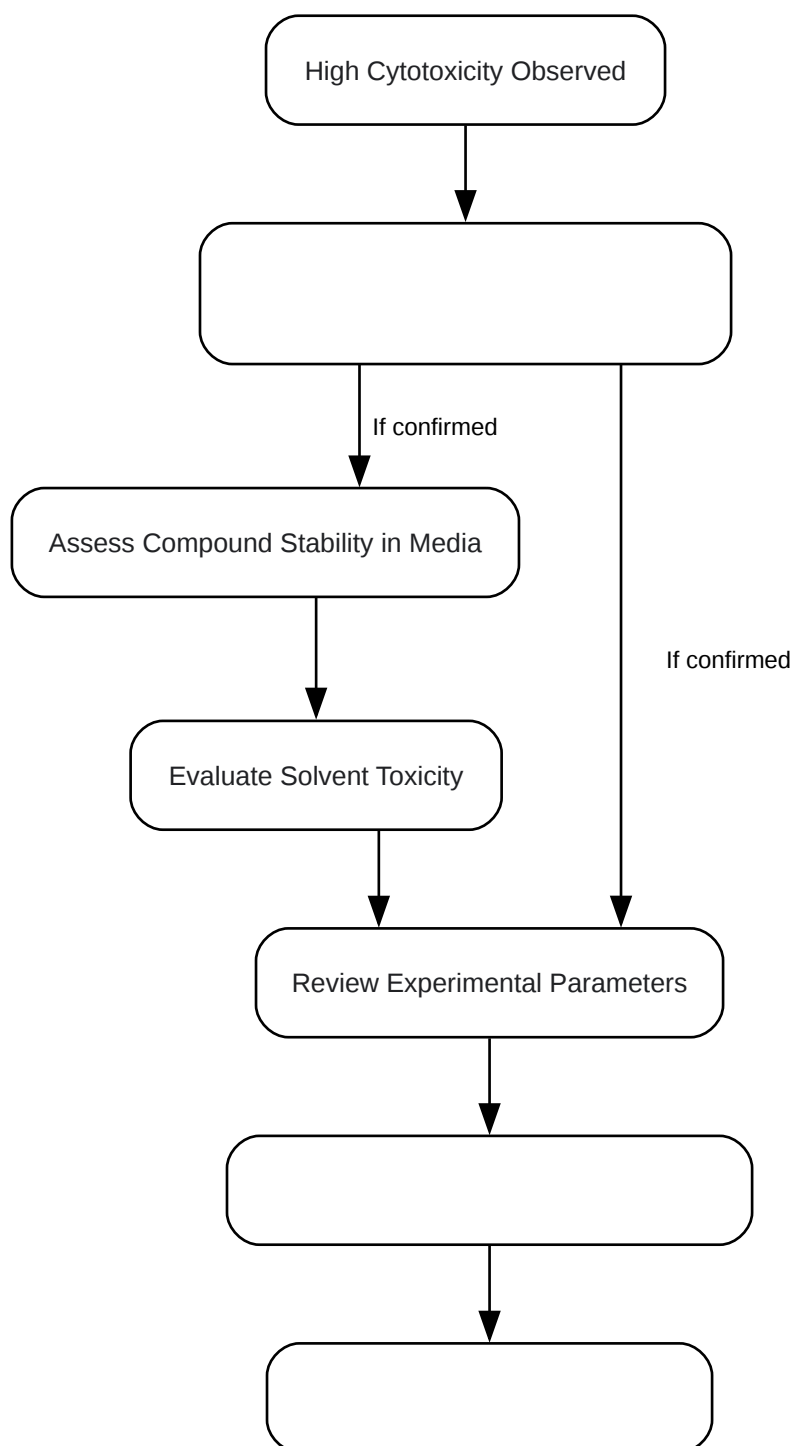 High Cytotoxicity Observed
If confirmed
Assess Compound Stability in Media
If confirmed
Evaluate Solvent Toxicity
Review Experimental Parameters